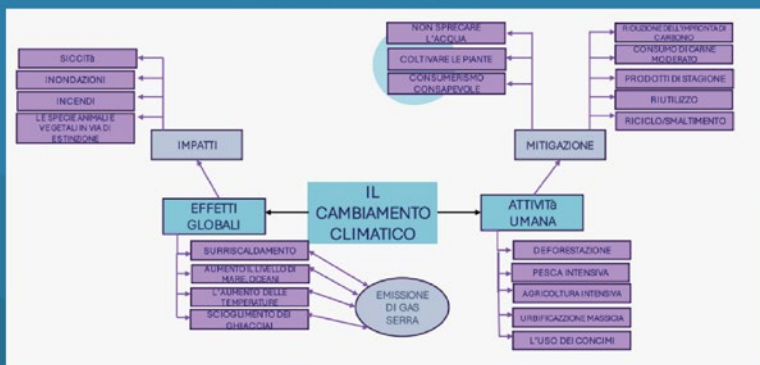 SICCITà
INONDAZIONI
INCENDI
LE SPECIE ANIMALI E
VEGETALI IN VIA DI
ESTINZIONE
IMPATTI
NON SPRECARE
L'ACQUA
COLTIVARE LE PIANTE
CONSUMERISMO
CONSAPEVOLE
RIDUZIONE DELL'IMPRONTA DI
CARBONIO
CONSUMO DI CARNE
MODERATO
PRODOTTI DI STAGIONE
RIUTILIZZO
RICICLO/SMALTIMENTO
MITIGAZIONE
EFFETTI
GLOBALI
IL
CAMBIAMENTO
CLIMATICO
ATTIVITà
UMANA
SURRISCALDAMENTO
AUMENTO IL LIVELLO DI
MARE, OCEANI
L'AUMENTO DELLE
TEMPERATURE
SCIOGLIMENTO DEI
GHIACCIAI
EMISSIONE
DI GAS
SERRA
DEFORESTAZIONE
PESCA INTENSIVA
AGRICOLTURA INTENSIVA
URBIFICAZZIONE MASSICIA
L'USO DEI CONCIMI